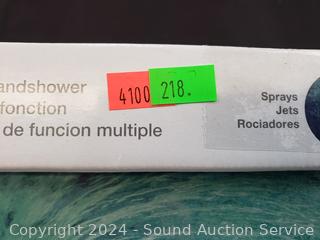 andshower
fonction
de funcion multiple
4100
218.
Sprays
Jets
Rociadores
Copyright 2024 - Sound Auction Service